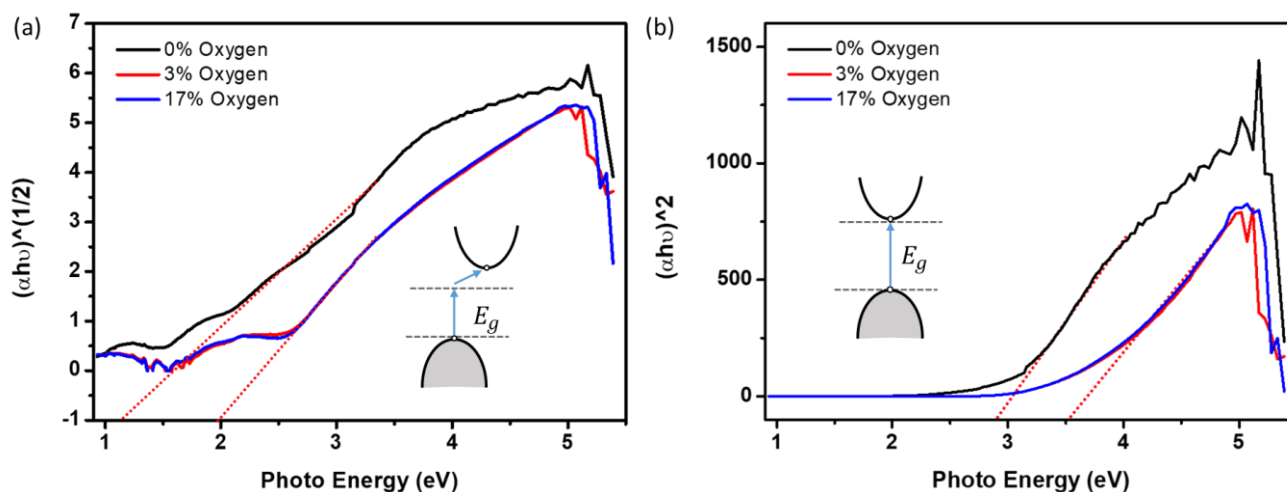 (a)
7
6
5
4
3
2
1
0
-1
(αhυ)^(1/2)
0% Oxygen
3% Oxygen
17% Oxygen
E_g
1 2 3 4 5
Photo Energy (eV)
(b)
1500
1000
500
0
(αhυ)^2
0% Oxygen
3% Oxygen
17% Oxygen
E_g
1 2 3 4 5
Photo Energy (eV)